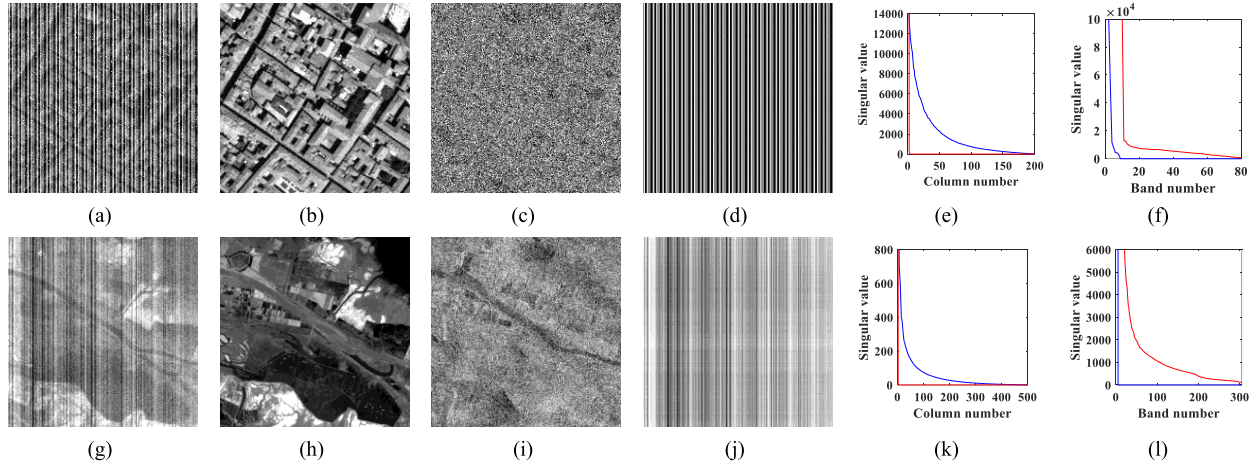 14000
12000
10000
8000
6000
4000
2000
0
0 50 100 150 200
Singular value
Column number
×10⁴
10
8
6
4
2
0
0 20 40 60 80
Singular value
Band number
(a) (b) (c) (d) (e) (f)
800
600
400
200
0
0 100 200 300 400 500
Singular value
Column number
6000
5000
4000
3000
2000
1000
0
0 100 200 300
Singular value
Band number
(g) (h) (i) (j) (k) (l)